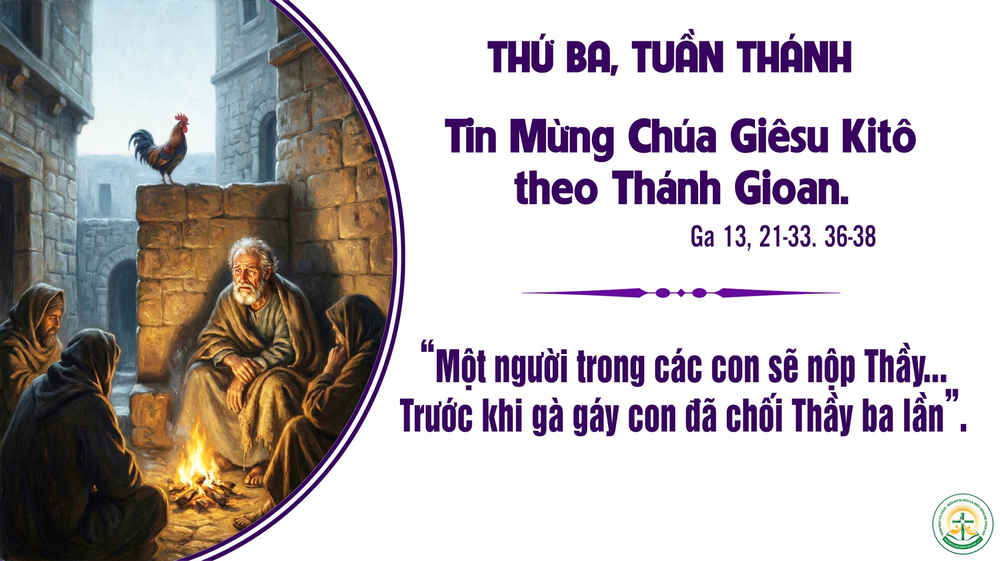 THỨ BA, TUẦN THÁNH
Tin Mừng Chúa Giêsu Kitô
theo Thánh Gioan.
Ga 13, 21-33. 36-38
“Một người trong các con sẽ nộp Thầy...
Trước khi gà gáy con đã chối Thầy ba lần”.
NĂM MỤC VỤ 2026 - MỖI KITÔ HỮU LÀ MỘT MÔN ĐỆ THỪA SAI
ANH EM LÀ ÁNH SÁNG THẾ GIAN